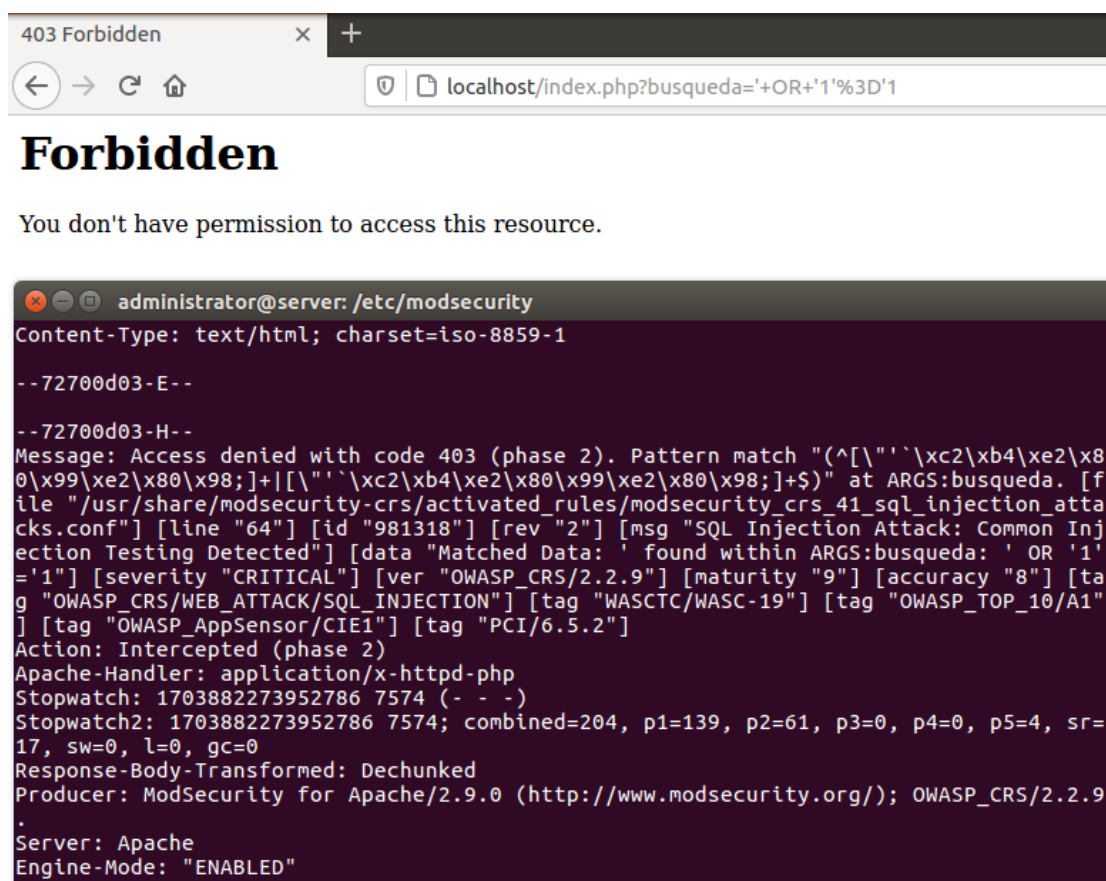 403 Forbidden
localhost/index.php?busqueda='+OR+'1'%3D'1
Forbidden
You don't have permission to access this resource.
administrator@server: /etc/modsecurity
Content-Type: text/html; charset=iso-8859-1
--72700d03-E--
--72700d03-H--
Message: Access denied with code 403 (phase 2). Pattern match "(^[\"'`\xc2\xb4\xe2\x8
0\x99\xe2\x80\x98;]+|[\"'`\xc2\xb4\xe2\x80\x99\xe2\x80\x98;]+$)" at ARGS:busqueda. [f
ile "/usr/share/modsecurity-crs/activated_rules/modsecurity_crs_41_sql_injection_atta
cks.conf"] [line "64"] [id "981318"] [rev "2"] [msg "SQL Injection Attack: Common Inj
ection Testing Detected"] [data "Matched Data: ' found within ARGS:busqueda: ' OR '1'
='1"] [severity "CRITICAL"] [ver "OWASP_CRS/2.2.9"] [maturity "9"] [accuracy "8"] [ta
g "OWASP_CRS/WEB_ATTACK/SQL_INJECTION"] [tag "WASCTC/WASC-19"] [tag "OWASP_TOP_10/A1"
] [tag "OWASP_AppSensor/CIE1"] [tag "PCI/6.5.2"]
Action: Intercepted (phase 2)
Apache-Handler: application/x-httpd-php
Stopwatch: 1703882273952786 7574 (- - -)
Stopwatch2: 1703882273952786 7574; combined=204, p1=139, p2=61, p3=0, p4=0, p5=4, sr=
17, sw=0, l=0, gc=0
Response-Body-Transformed: Dechunked
Producer: ModSecurity for Apache/2.9.0 (http://www.modsecurity.org/); OWASP_CRS/2.2.9
.
Server: Apache
Engine-Mode: "ENABLED"